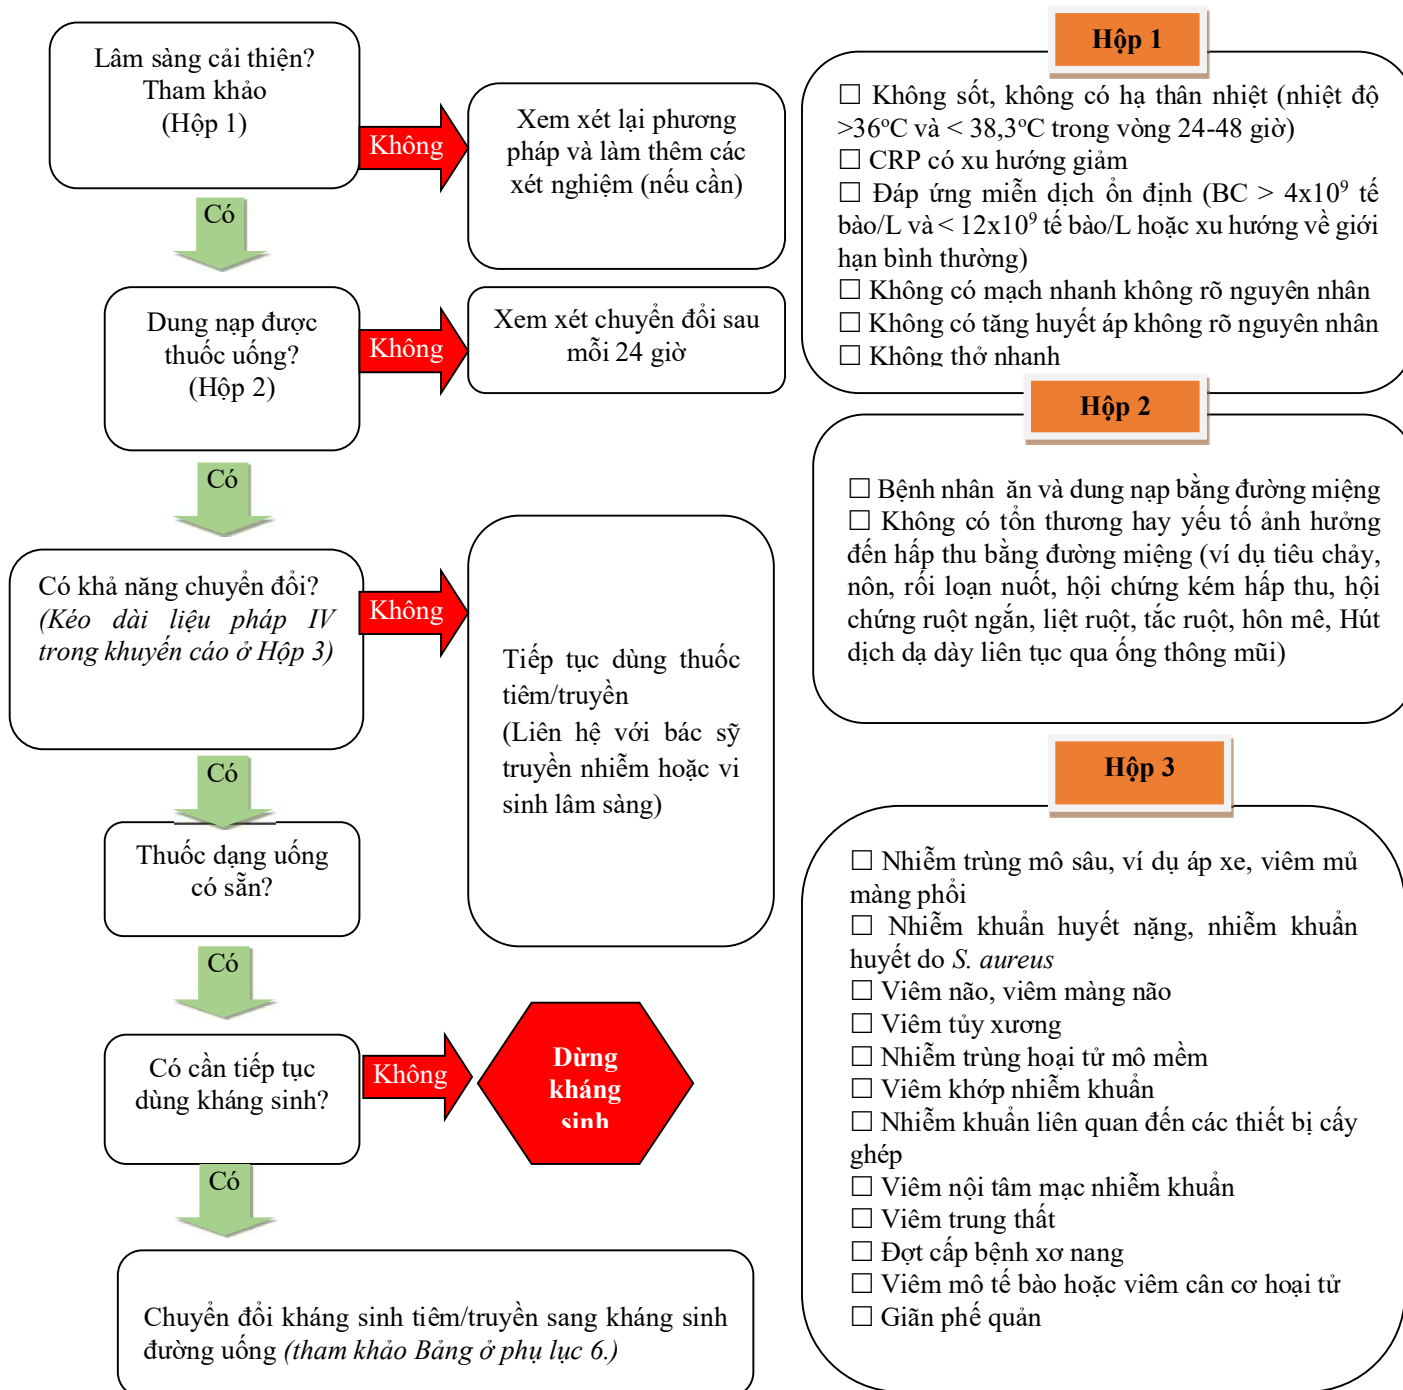 Lâm sàng cải thiện?
Tham khảo
(Hộp 1)
Không
Xem xét lại phương
pháp và làm thêm các
xét nghiệm (nếu cần)
Có
Dung nạp được
thuốc uống?
(Hộp 2)
Không
Xem xét chuyển đổi sau
mỗi 24 giờ
Có
Có khả năng chuyển đổi?
(Kéo dài liệu pháp IV
trong khuyến cáo ở Hộp 3)
Không
Tiếp tục dùng thuốc
tiêm/truyền
(Liên hệ với bác sỹ
truyền nhiễm hoặc vi
sinh lâm sàng)
Có
Thuốc dạng uống
có sẵn?
Có
Có cần tiếp tục
dùng kháng sinh?
Không
Dừng
kháng
sinh
Có
Chuyển đổi kháng sinh tiêm/truyền sang kháng sinh
đường uống (tham khảo Bảng ở phụ lục 6.)
Hộp 1
☐ Không sốt, không có hạ thân nhiệt (nhiệt độ
>36°C và < 38,3°C trong vòng 24-48 giờ)
☐ CRP có xu hướng giảm
☐ Đáp ứng miễn dịch ổn định (BC > 4x10⁹ tế
bào/L và < 12x10⁹ tế bào/L hoặc xu hướng về giới
hạn bình thường)
☐ Không có mạch nhanh không rõ nguyên nhân
☐ Không có tăng huyết áp không rõ nguyên nhân
☐ Không thở nhanh
Hộp 2
☐ Bệnh nhân ăn và dung nạp bằng đường miệng
☐ Không có tổn thương hay yếu tố ảnh hưởng
đến hấp thu bằng đường miệng (ví dụ tiêu chảy,
nôn, rối loạn nuốt, hội chứng kém hấp thu, hội
chứng ruột ngắn, liệt ruột, tắc ruột, hôn mê, Hút
dịch dạ dày liên tục qua ống thông mũi)
Hộp 3
☐ Nhiễm trùng mô sâu, ví dụ áp xe, viêm mủ
màng phổi
☐ Nhiễm khuẩn huyết nặng, nhiễm khuẩn
huyết do S. aureus
☐ Viêm não, viêm màng não
☐ Viêm tủy xương
☐ Nhiễm trùng hoại tử mô mềm
☐ Viêm khớp nhiễm khuẩn
☐ Nhiễm khuẩn liên quan đến các thiết bị cấy
ghép
☐ Viêm nội tâm mạc nhiễm khuẩn
☐ Viêm trung thất
☐ Đợt cấp bệnh xơ nang
☐ Viêm mô tế bào hoặc viêm cân cơ hoại tử
☐ Giãn phế quản